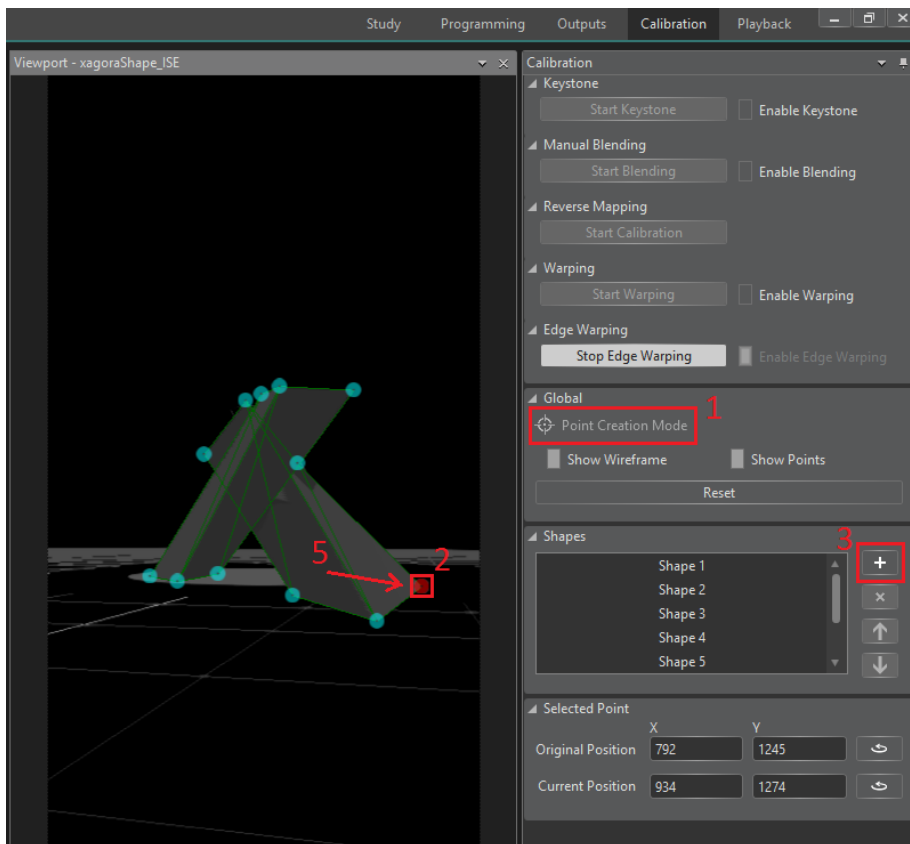 Study Programming Outputs Calibration Playback
Viewport - xagoraShape_ISE
Calibration
Keystone
Start Keystone Enable Keystone
Manual Blending
Start Blending Enable Blending
Reverse Mapping
Start Calibration
Warping
Start Warping Enable Warping
Edge Warping
Stop Edge Warping Enable Edge Warping
Global
1
Point Creation Mode
Show Wireframe Show Points
Reset
Shapes
3
5 2
Shape 1
Shape 2
Shape 3
Shape 4
Shape 5
Selected Point
X Y
Original Position 792 1245
Current Position 934 1274